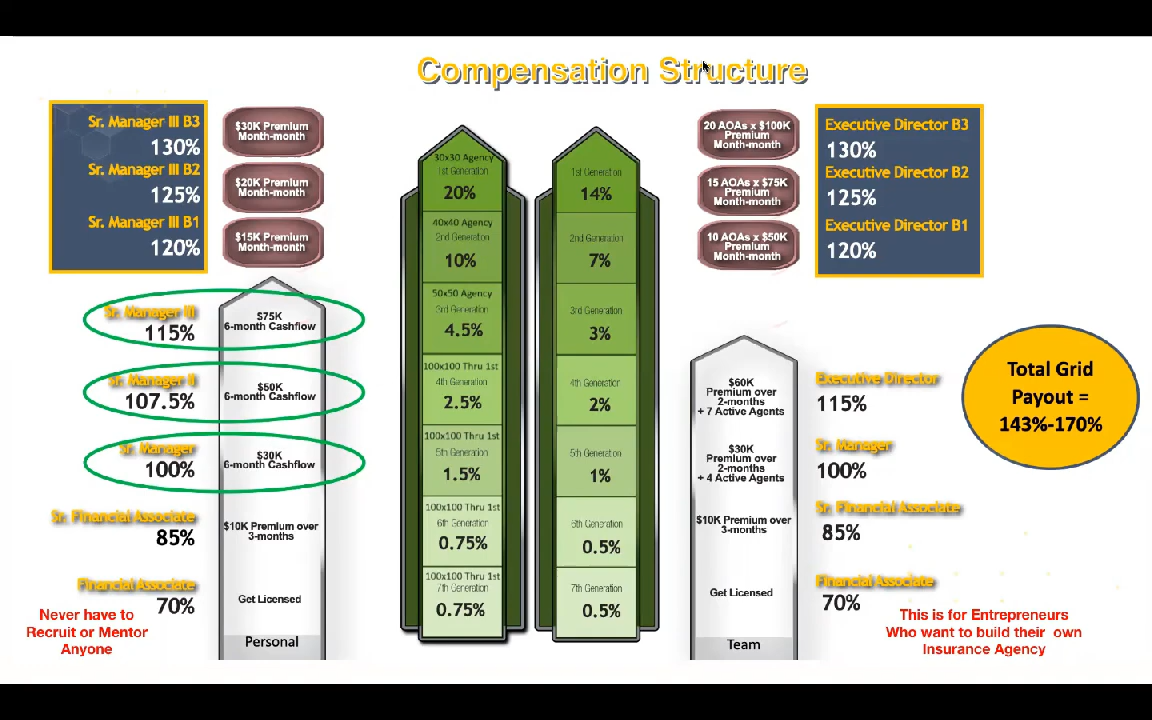 Compensation Structure
Sr. Manager III B3
130%
Sr. Manager III B2
125%
Sr. Manager III B1
120%
$30K Premium
Month-month
$20K Premium
Month-month
$15K Premium
Month-month
Sr. Manager III
115%
$75K
6-month Cashflow
Sr. Manager II
107.5%
$50K
6-month Cashflow
Sr. Manager
100%
$30K
6-month Cashflow
Sr. Financial Associate
85%
$10K Premium over
3-months
Financial Associate
70%
Get Licensed
Never have to
Recruit or Mentor
Anyone
Personal
30x30 Agency
1st Generation
20%
40x40 Agency
2nd Generation
10%
50x50 Agency
3rd Generation
4.5%
100x100 Thru 1st
4th Generation
2.5%
100x100 Thru 1st
5th Generation
1.5%
100x100 Thru 1st
6th Generation
0.75%
100x100 Thru 1st
7th Generation
0.75%
1st Generation
14%
2nd Generation
7%
3rd Generation
3%
4th Generation
2%
5th Generation
1%
6th Generation
0.5%
7th Generation
0.5%
20 AOAs x $100K
Premium
Month-month
15 AOAs x $75K
Premium
Month-month
10 AOAs x $50K
Premium
Month-month
Executive Director B3
130%
Executive Director B2
125%
Executive Director B1
120%
$60K
Premium over
2-months
+ 7 Active Agents
Executive Director
115%
$30K
Premium over
2-months
+ 4 Active Agents
Sr. Manager
100%
$10K Premium over
3-months
Sr. Financial Associate
85%
Get Licensed
Financial Associate
70%
Team
Total Grid
Payout =
143%-170%
This is for Entrepreneurs
Who want to build their own
Insurance Agency